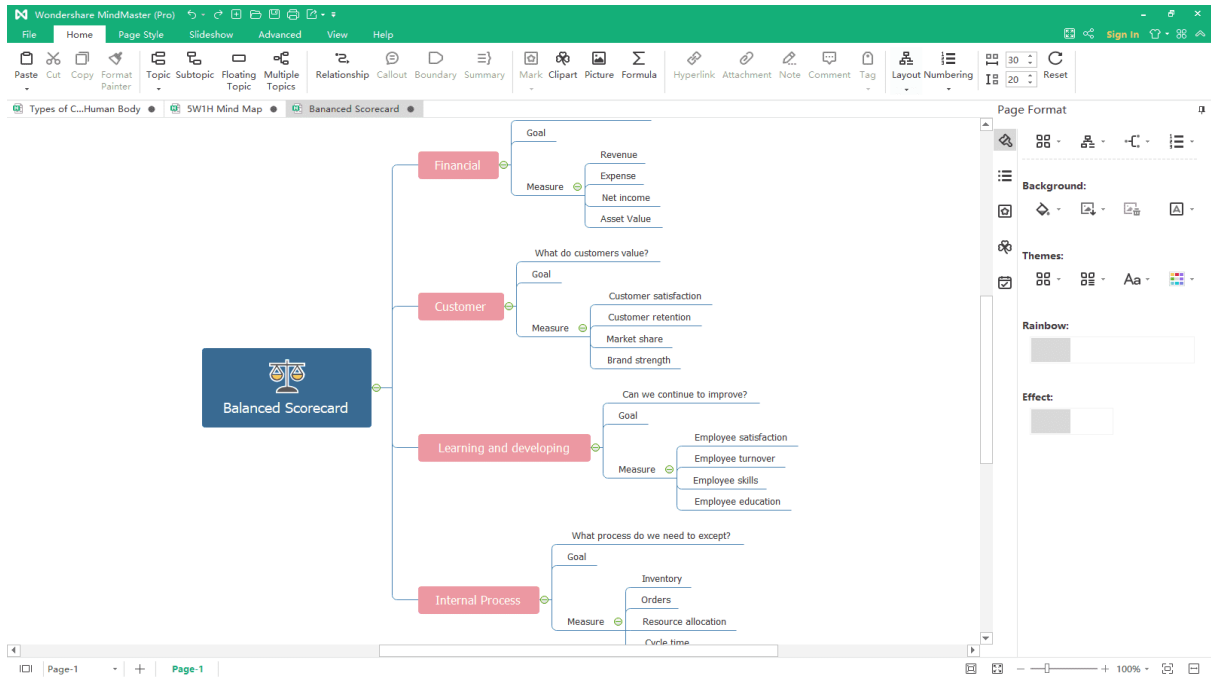 Wondershare MindMaster (Pro)
File Home Page Style Slideshow Advanced View Help Sign In
Paste Cut Copy Format Painter Topic Subtopic Floating Topic Multiple Topics Relationship Callout Boundary Summary Mark Clipart Picture Formula Hyperlink Attachment Note Comment Tag Layout Numbering 30 20 Reset
Types of C...Human Body 5W1H Mind Map Bananced Scorecard
Page Format
Background:
Themes:
Aa
Rainbow:
Effect:
Balanced Scorecard
Financial
Goal
Measure
Revenue
Expense
Net income
Asset Value
Customer
What do customers value?
Goal
Measure
Customer satisfaction
Customer retention
Market share
Brand strength
Learning and developing
Can we continue to improve?
Goal
Measure
Employee satisfaction
Employee turnover
Employee skills
Employee education
Internal Process
What process do we need to except?
Goal
Measure
Inventory
Orders
Resource allocation
Cycle time
Page-1 Page-1 100%